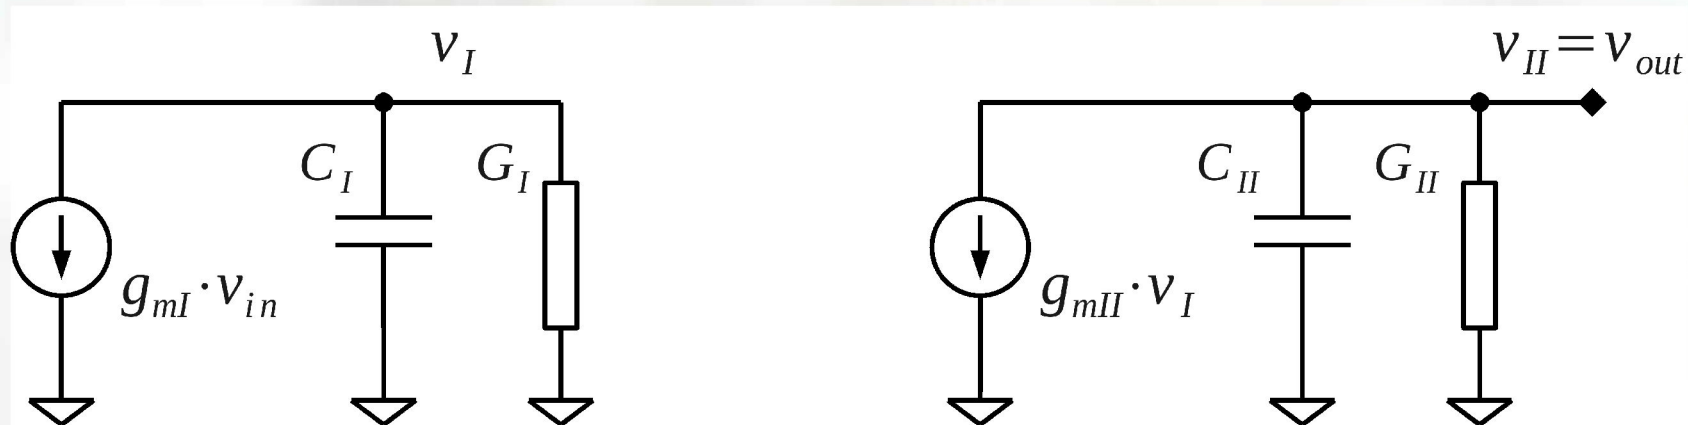 v_I
v_II = v_out
C_I
G_I
C_II
G_II
g_mI · v_in
g_mII · v_I